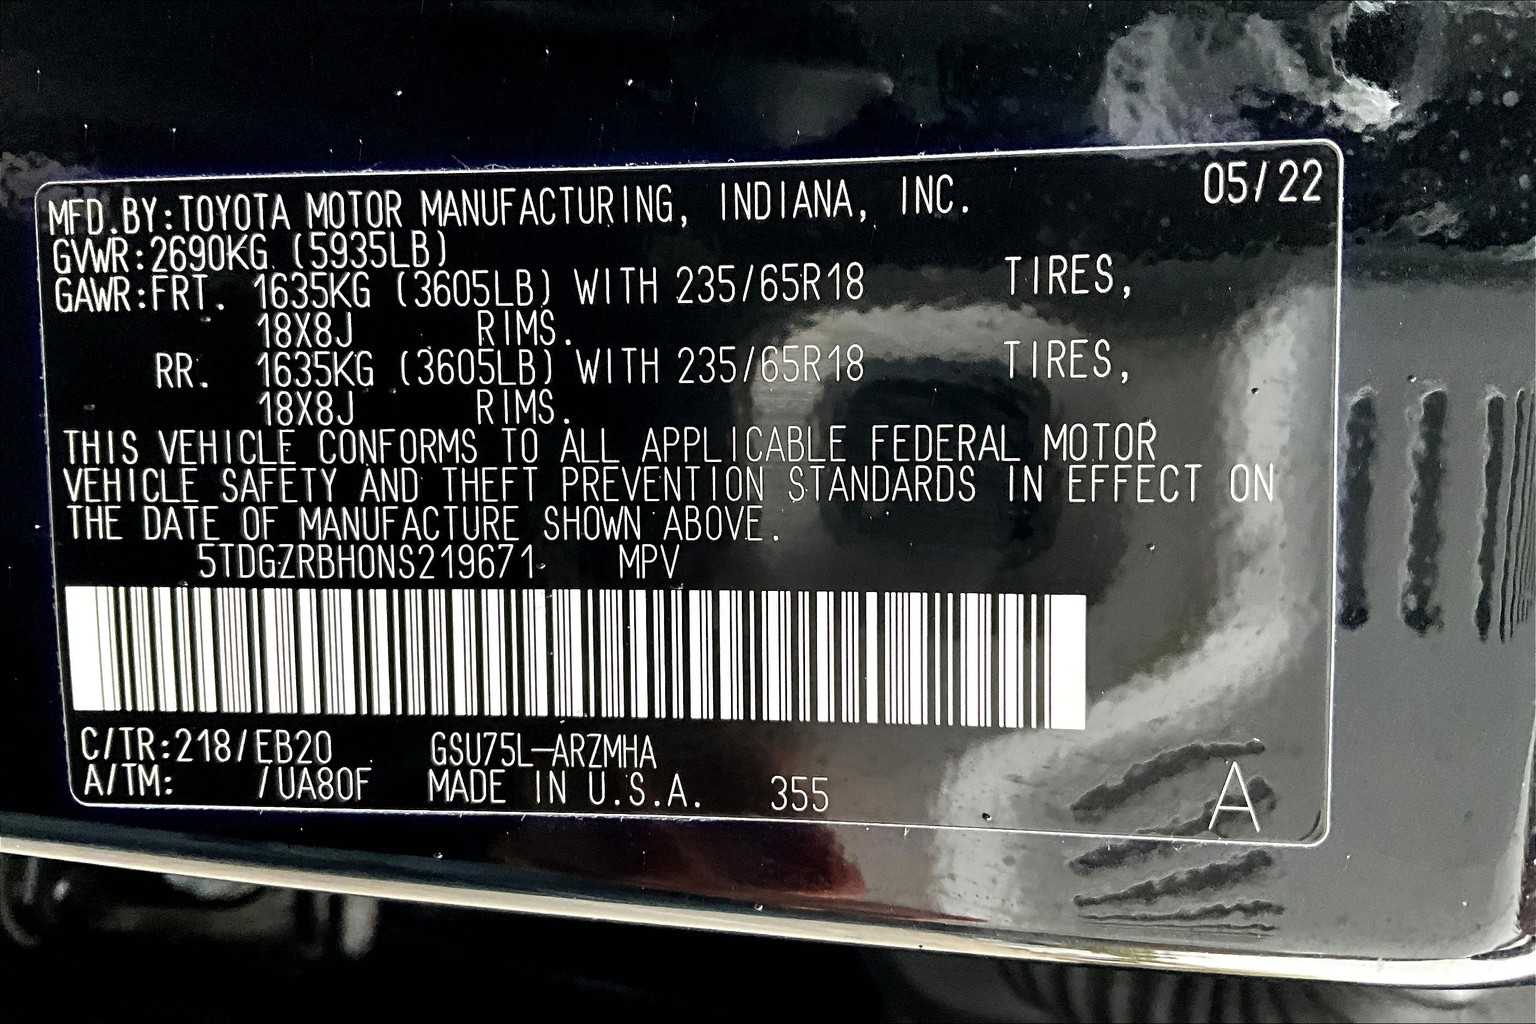 MFD.BY:TOYOTA MOTOR MANUFACTURING, INDIANA, INC. 05/22
GVWR:2690KG (5935LB)
GAWR:FRT. 1635KG (3605LB) WITH 235/65R18 TIRES,
18X8J RIMS.
RR. 1635KG (3605LB) WITH 235/65R18 TIRES,
18X8J RIMS.
THIS VEHICLE CONFORMS TO ALL APPLICABLE FEDERAL MOTOR
VEHICLE SAFETY AND THEFT PREVENTION STANDARDS IN EFFECT ON
THE DATE OF MANUFACTURE SHOWN ABOVE.
5TDGZRBH0NS219671 MPV
C/TR:218/EB20 GSU75L-ARZMHA
A/TM: /UA80F MADE IN U.S.A. 355 A